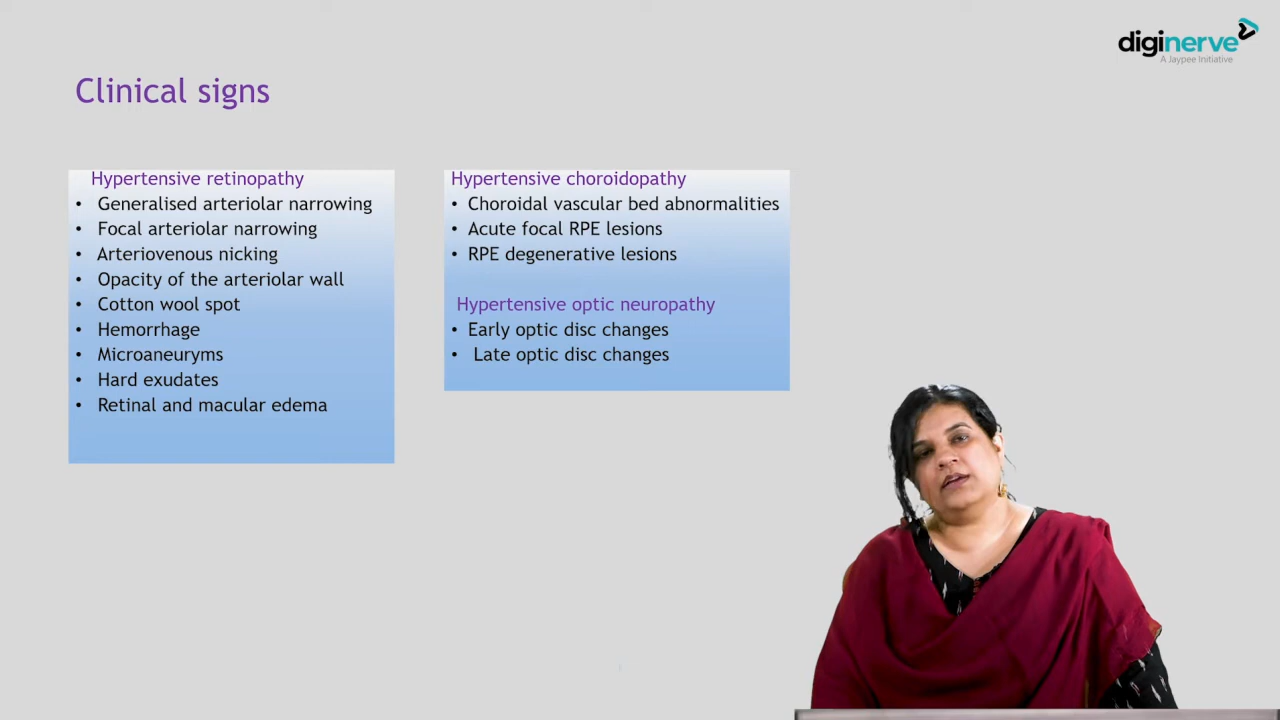 diginerve
A Jaypee Initiative
Clinical signs
Hypertensive retinopathy
• Generalised arteriolar narrowing
• Focal arteriolar narrowing
• Arteriovenous nicking
• Opacity of the arteriolar wall
• Cotton wool spot
• Hemorrhage
• Microaneuryms
• Hard exudates
• Retinal and macular edema
Hypertensive choroidopathy
• Choroidal vascular bed abnormalities
• Acute focal RPE lesions
• RPE degenerative lesions
Hypertensive optic neuropathy
• Early optic disc changes
• Late optic disc changes